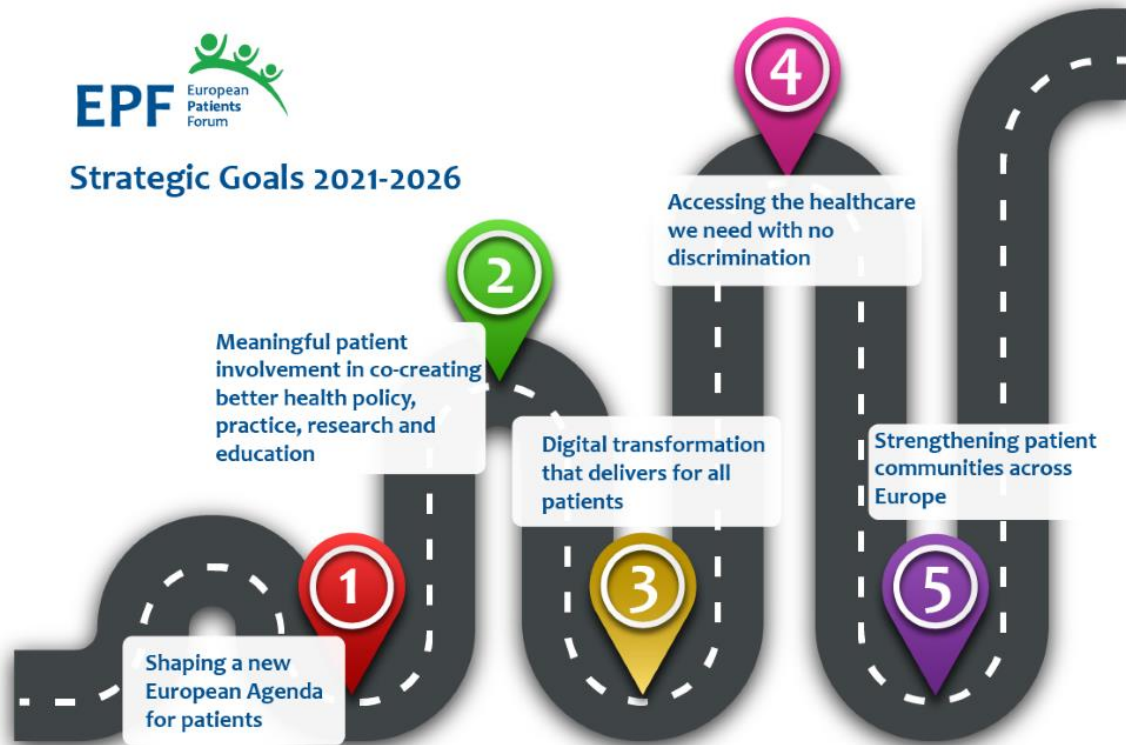 EPF
European
Patients
Forum
Strategic Goals 2021-2026
1
Shaping a new
European Agenda
for patients
2
Meaningful patient
involvement in co-creating
better health policy,
practice, research and
education
3
Digital transformation
that delivers for all
patients
4
Accessing the healthcare
we need with no
discrimination
5
Strengthening patient
communities across
Europe